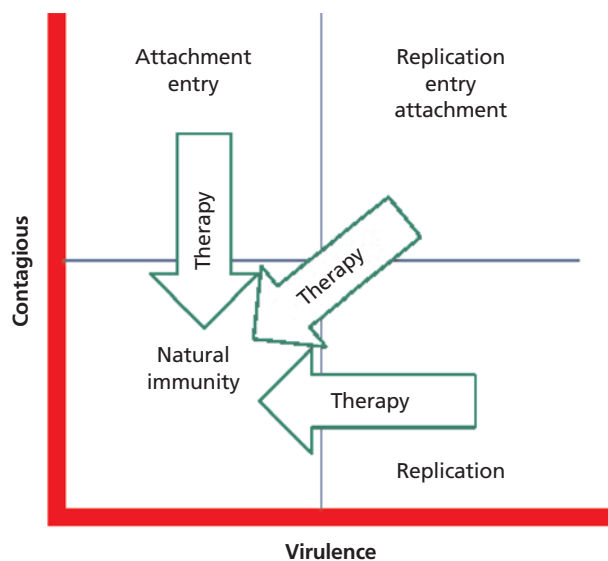 Attachment
entry
Replication
entry
attachment
Therapy
Therapy
Contagious
Natural
immunity
Therapy
Replication
Virulence